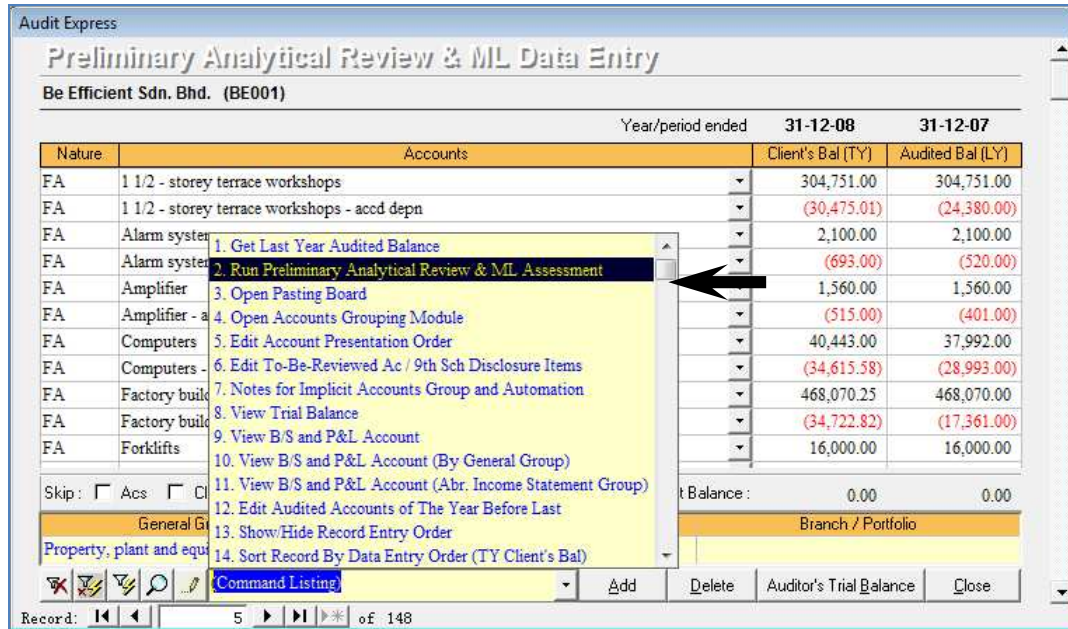 Audit Express
Preliminary Analytical Review & ML Data Entry
Be Efficient Sdn. Bhd. (BE001)
Year/period ended 31-12-08 31-12-07
Nature Accounts Client's Bal (TY) Audited Bal (LY)
FA 1 1/2 - storey terrace workshops 304,751.00 304,751.00
FA 1 1/2 - storey terrace workshops - accd depn (30,475.01) (24,380.00)
FA Alarm system 2,100.00 2,100.00
FA Alarm system (693.00) (520.00)
FA Amplifier 1,560.00 1,560.00
FA Amplifier - a (515.00) (401.00)
FA Computers 40,443.00 37,992.00
FA Computers - (34,615.58) (28,993.00)
FA Factory build 468,070.25 468,070.00
FA Factory build (34,722.82) (17,361.00)
FA Forklifts 16,000.00 16,000.00
1. Get Last Year Audited Balance
2. Run Preliminary Analytical Review & ML Assessment
3. Open Pasting Board
4. Open Accounts Grouping Module
5. Edit Account Presentation Order
6. Edit To-Be-Reviewed Ac / 9th Sch Disclosure Items
7. Notes for Implicit Accounts Group and Automation
8. View Trial Balance
9. View B/S and P&L Account
10. View B/S and P&L Account (By General Group)
11. View B/S and P&L Account (Abr. Income Statement Group)
12. Edit Audited Accounts of The Year Before Last
13. Show/Hide Record Entry Order
14. Sort Record By Data Entry Order (TY Client's Bal)
Skip: Acs Cl t Balance: 0.00 0.00
General G Branch / Portfolio
Property, plant and equi
(Command Listing) Add Delete Auditor's Trial Balance Close
Record: 5 of 148